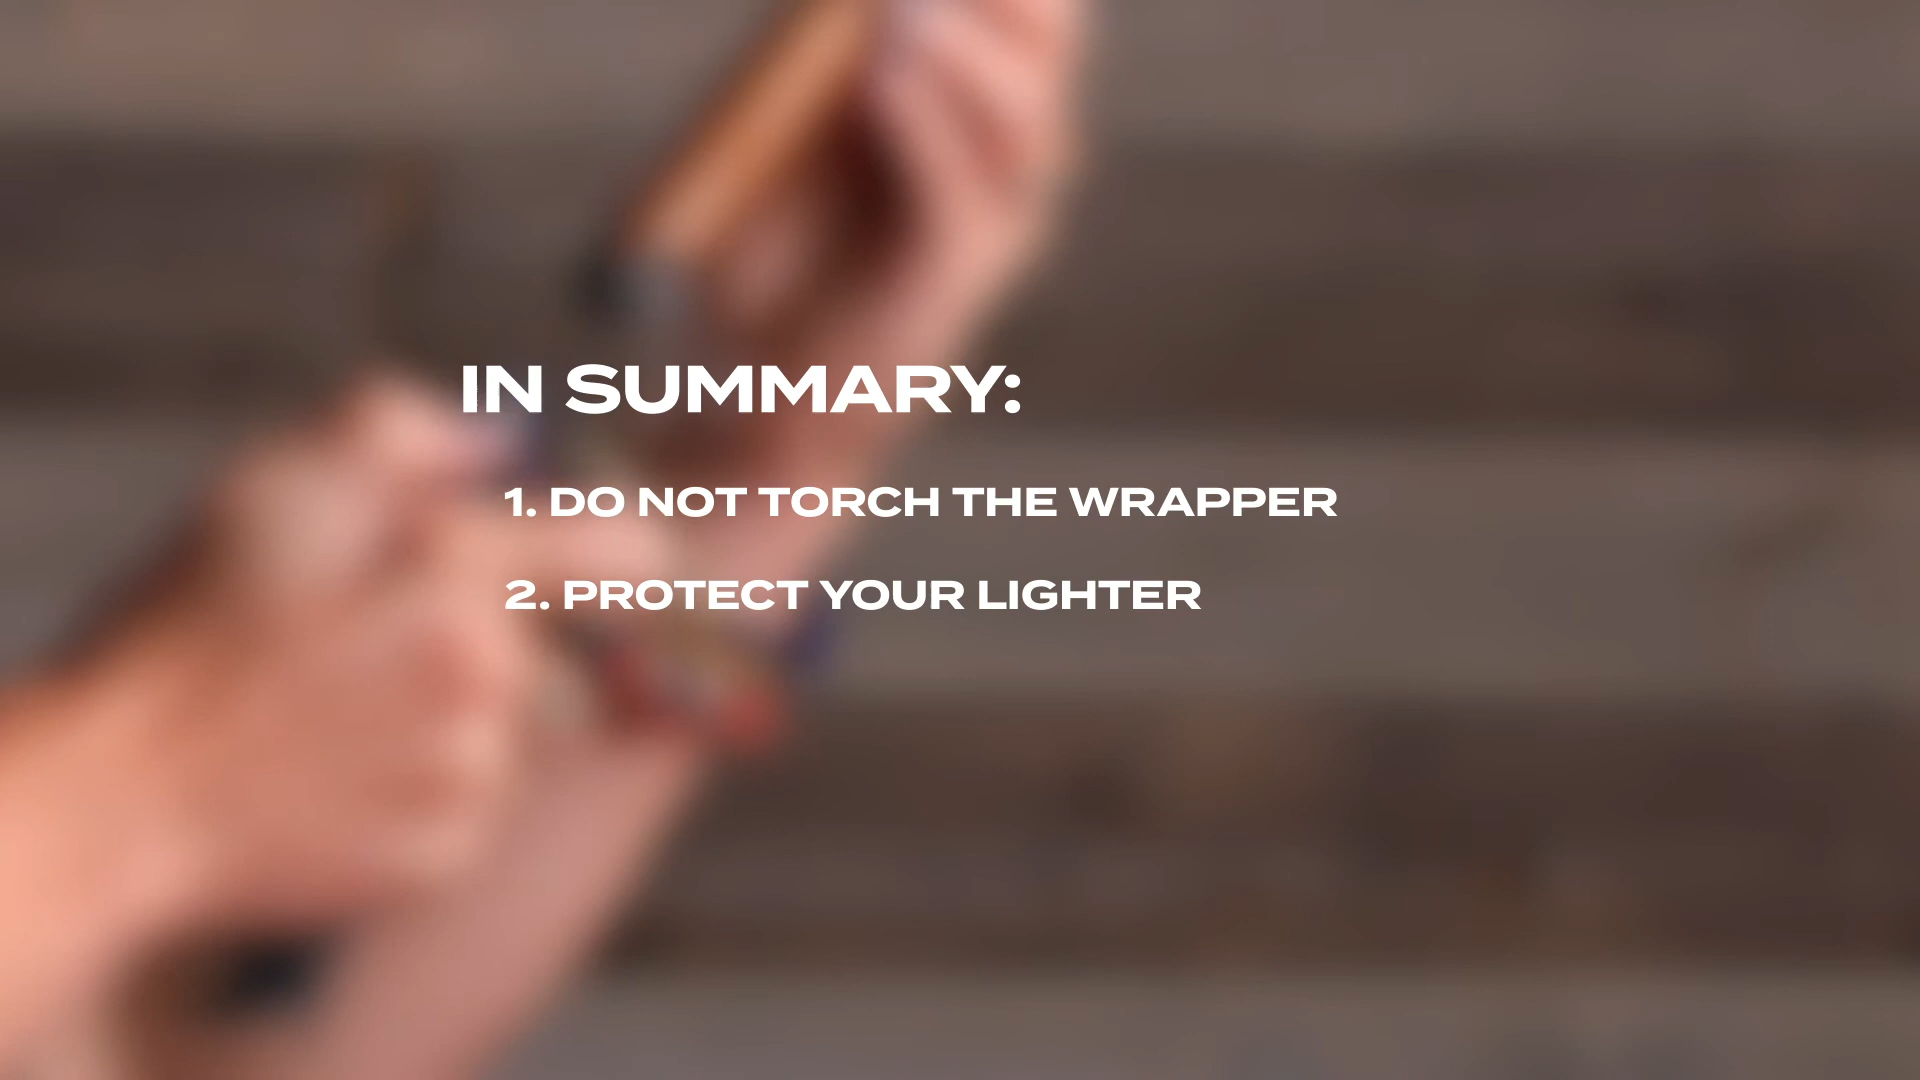 IN SUMMARY:
1. DO NOT TORCH THE WRAPPER
2. PROTECT YOUR LIGHTER